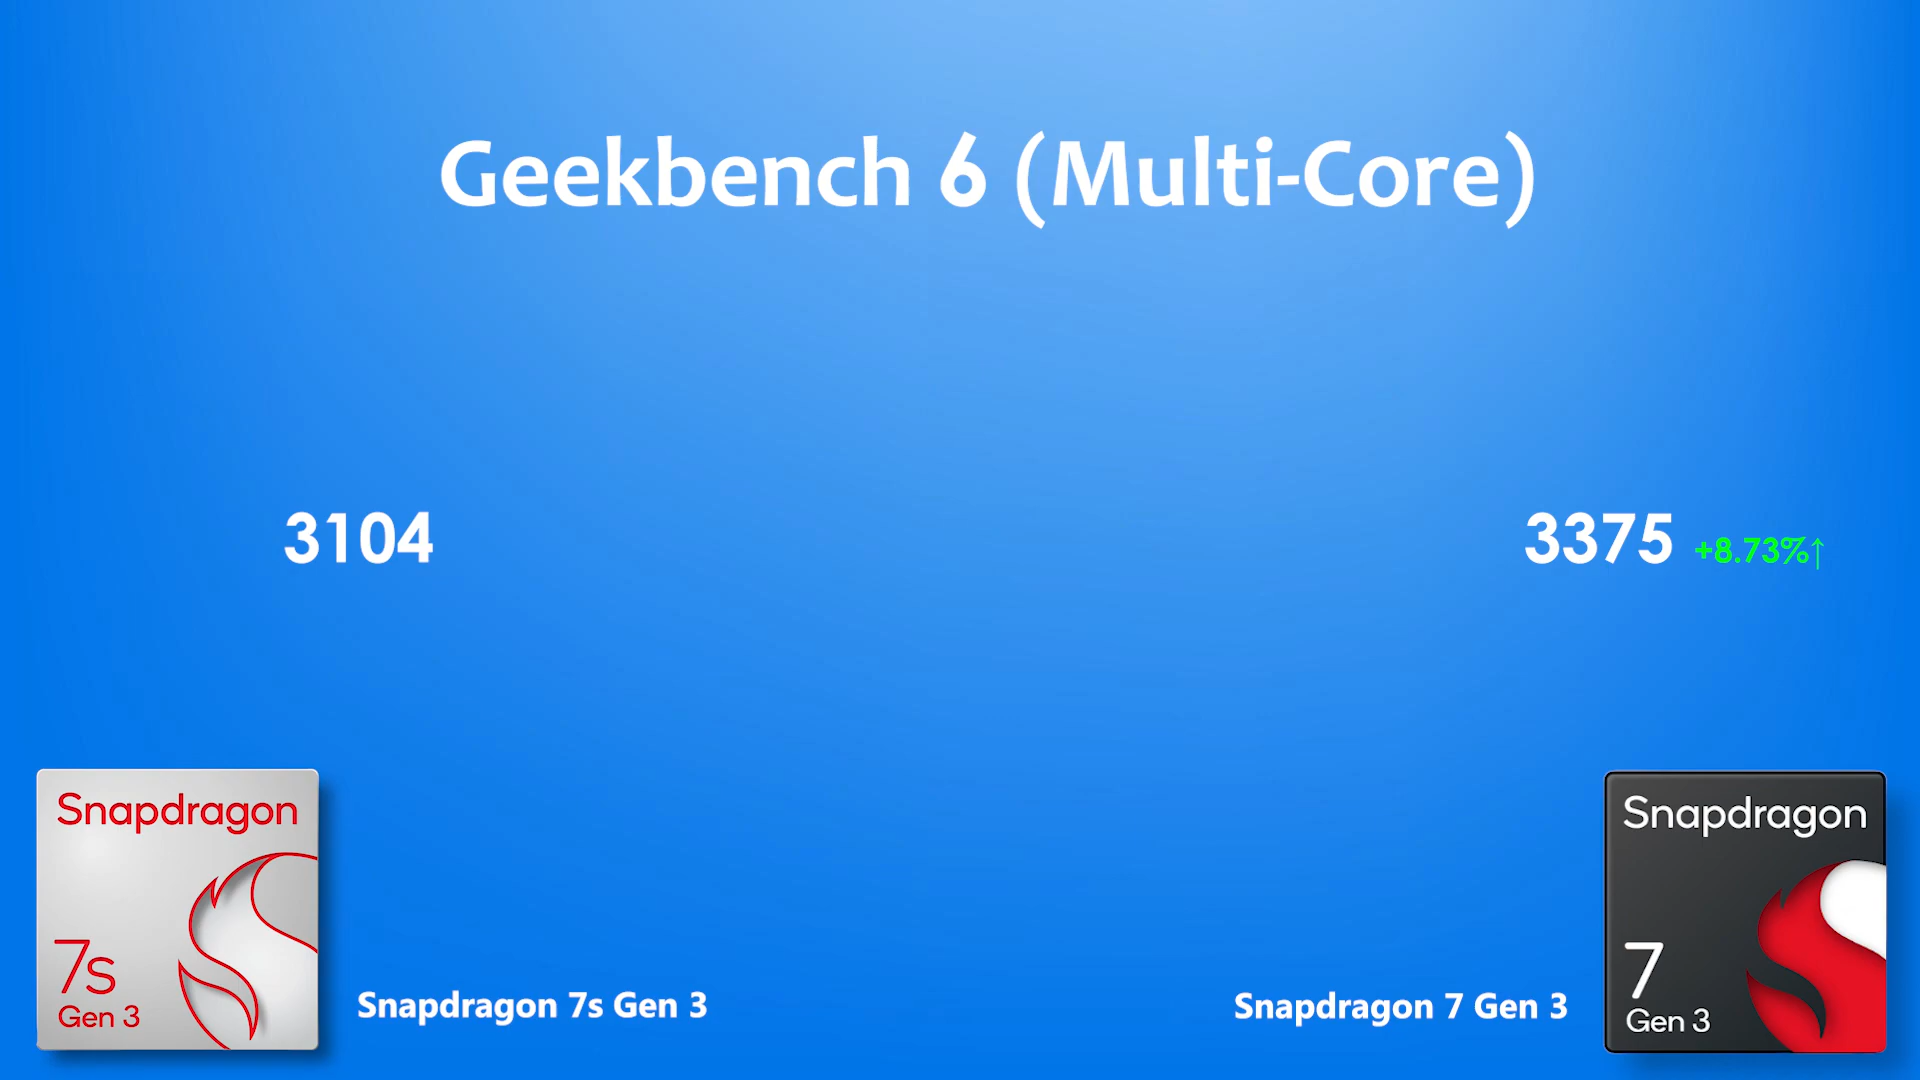 Geekbench 6 (Multi-Core)
3104
3375 +8.73%↑
Snapdragon
7s
Gen 3
Snapdragon 7s Gen 3
Snapdragon 7 Gen 3
Snapdragon
7
Gen 3